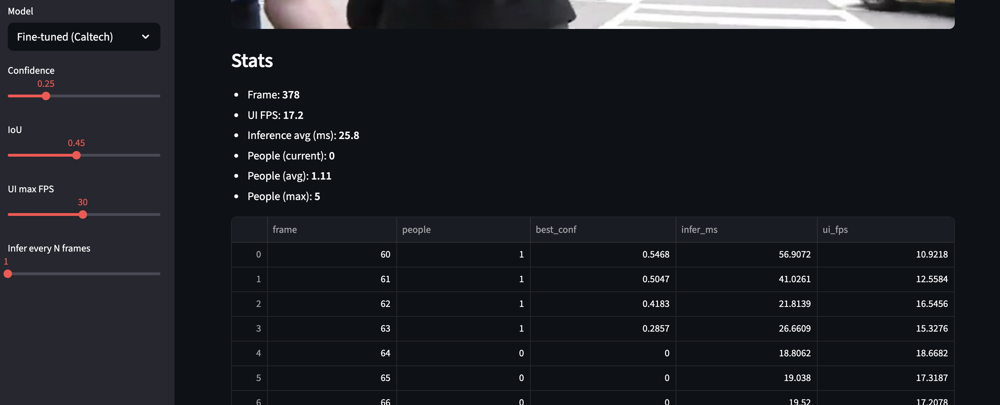 Model
Fine-tuned (Caltech)
Confidence
0.25
IoU
0.45
UI max FPS
30
Infer every N frames
1
Stats
Frame: 378
UI FPS: 17.2
Inference avg (ms): 25.8
People (current): 0
People (avg): 1.11
People (max): 5
frame people best_conf infer_ms ui_fps
0 60 1 0.5468 56.9072 10.9218
1 61 1 0.5047 41.0261 12.5584
2 62 1 0.4183 21.8139 16.5456
3 63 1 0.2857 26.6609 15.3276
4 64 0 0 18.8062 18.6682
5 65 0 0 19.038 17.3187
6 66 0 0 19.52 17.2078